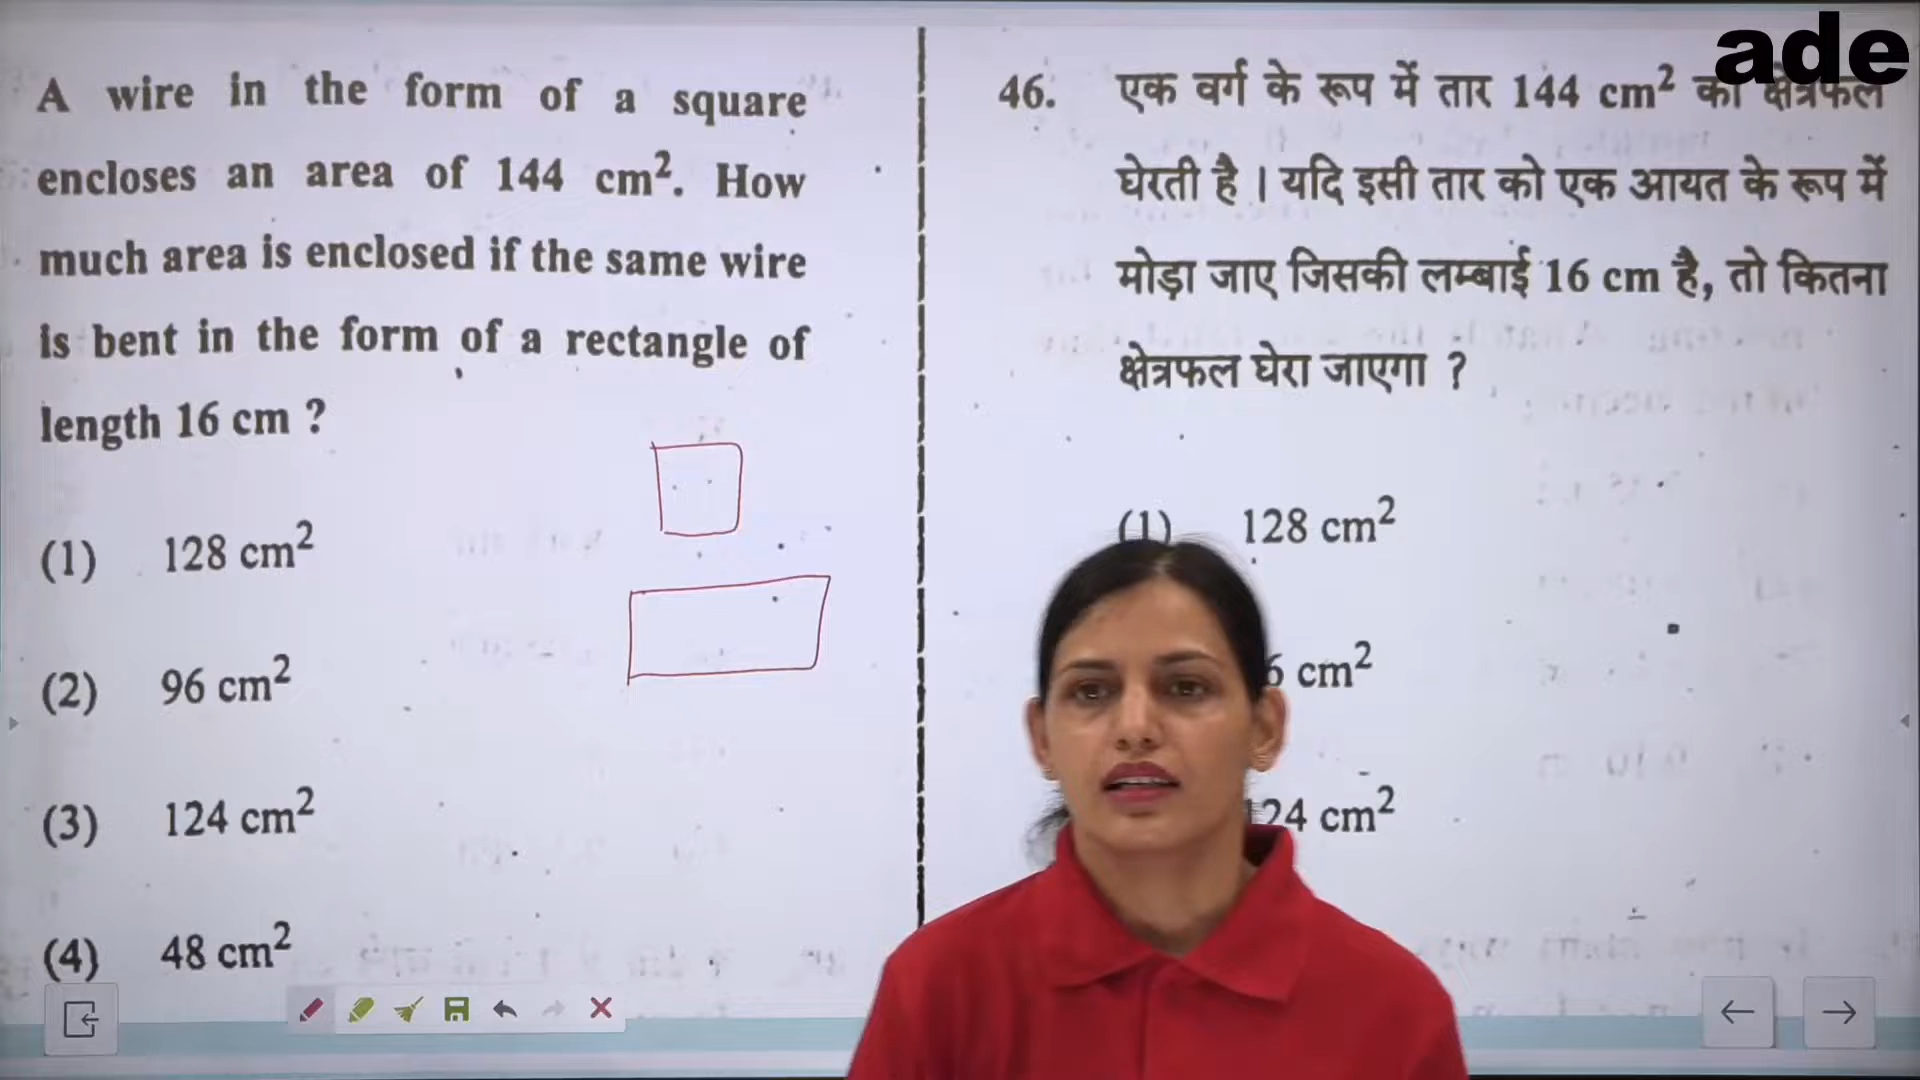 A wire in the form of a square
encloses an area of 144 cm². How
much area is enclosed if the same wire
is bent in the form of a rectangle of
length 16 cm ?
(1) 128 cm²
(2) 96 cm²
(3) 124 cm²
(4) 48 cm²
ade
46. एक वर्ग के रूप में तार 144 cm² का क्षेत्रफल
घेरती है । यदि इसी तार को एक आयत के रूप में
मोड़ा जाए जिसकी लम्बाई 16 cm है, तो कितना
क्षेत्रफल घेरा जाएगा ?
(1) 128 cm²
6 cm²
124 cm²